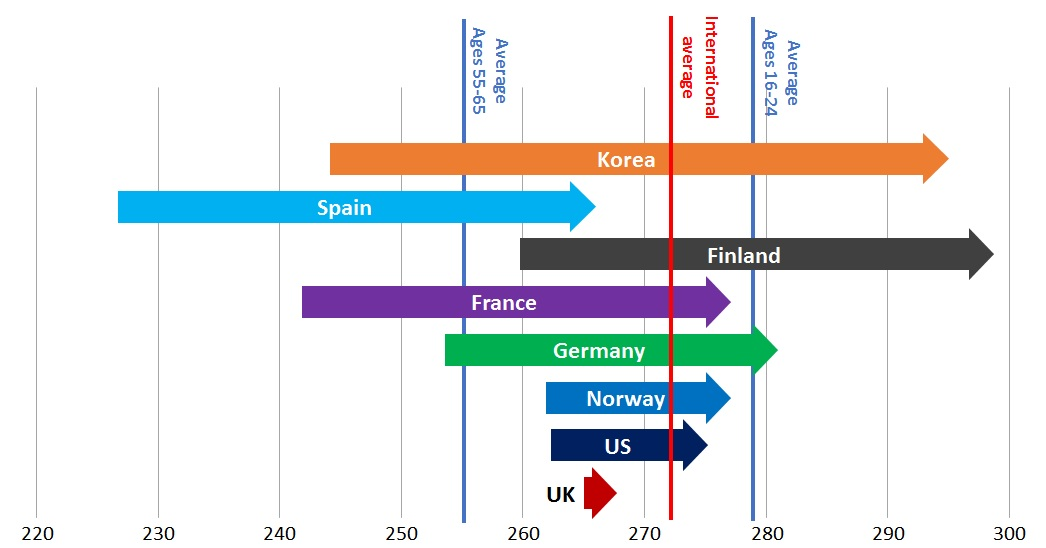 Average
Ages 55-65
International
average
Average
Ages 16-24
Korea
Spain
Finland
France
Germany
Norway
US
UK
220 230 240 250 260 270 280 290 300